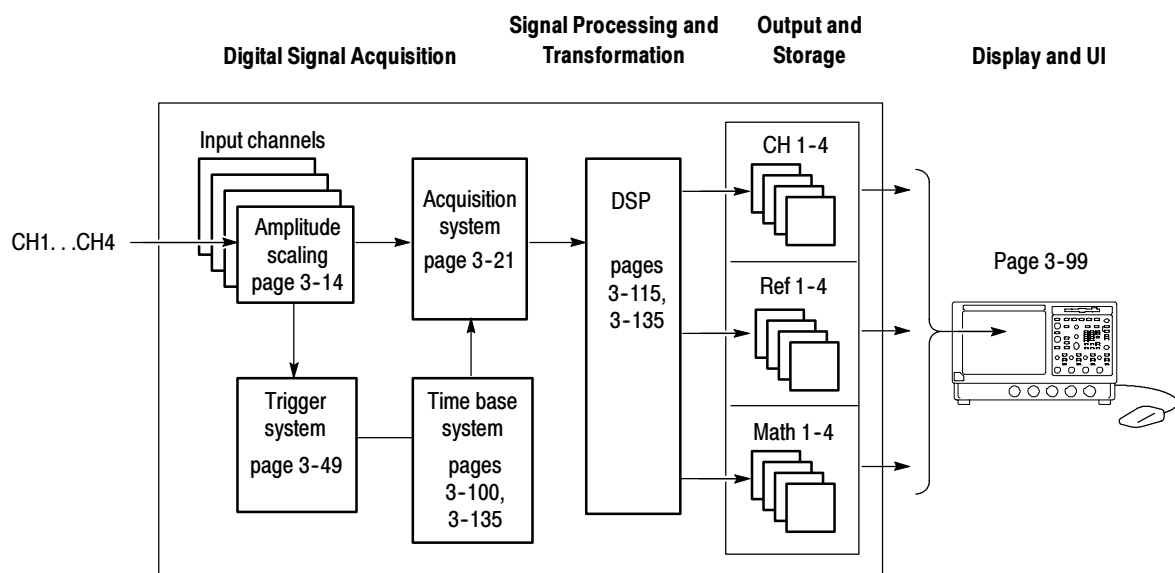 Signal Processing and
Transformation
Output and
Storage
Digital Signal Acquisition
Display and UI
Input channels
Amplitude
scaling
page 3-14
CH1. . .CH4
Acquisition
system
page 3-21
Trigger
system
page 3-49
Time base
system
pages
3-100,
3-135
DSP
pages
3-115,
3-135
CH 1-4
Ref 1-4
Math 1-4
Page 3-99